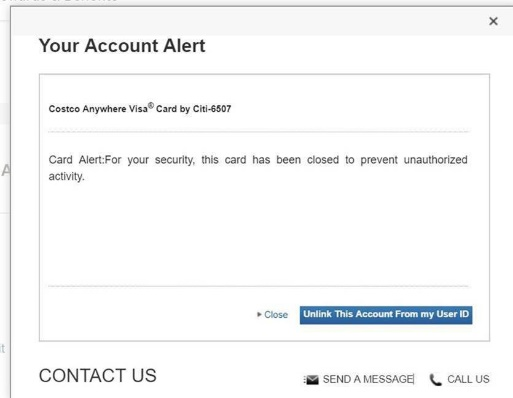 Your Account Alert
Costco Anywhere Visa® Card by Citi-6507
Card Alert:For your security, this card has been closed to prevent unauthorized
activity.
Close Unlink This Account From my User ID
CONTACT US SEND A MESSAGE CALL US